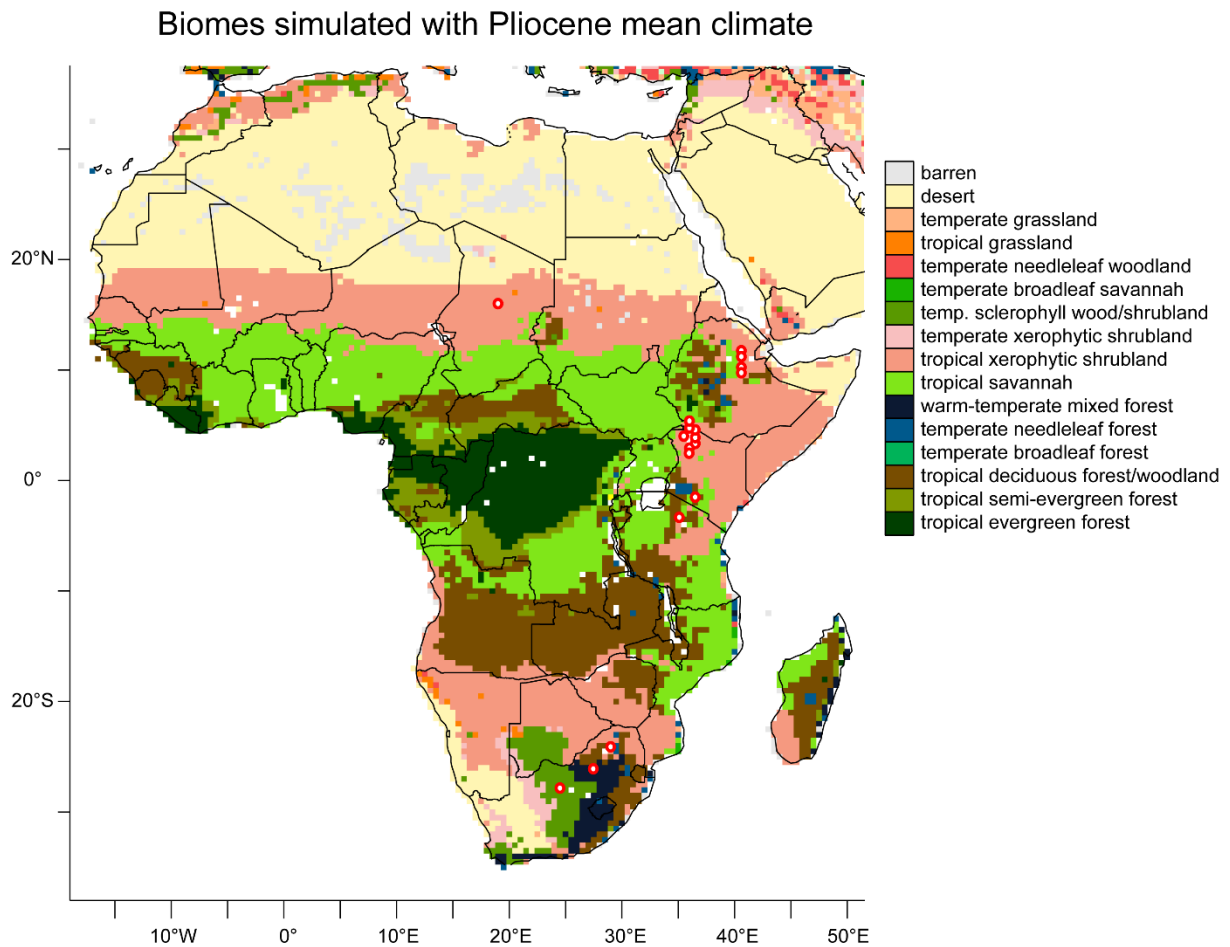 Biomes simulated with Pliocene mean climate
20°N
0°
20°S
10°W
0°
10°E
20°E
30°E
40°E
50°E
barren
desert
temperate grassland
tropical grassland
temperate needleleaf woodland
temperate broadleaf savannah
temp. sclerophyll wood/shrubland
temperate xerophytic shrubland
tropical xerophytic shrubland
tropical savannah
warm-temperate mixed forest
temperate needleleaf forest
temperate broadleaf forest
tropical deciduous forest/woodland
tropical semi-evergreen forest
tropical evergreen forest